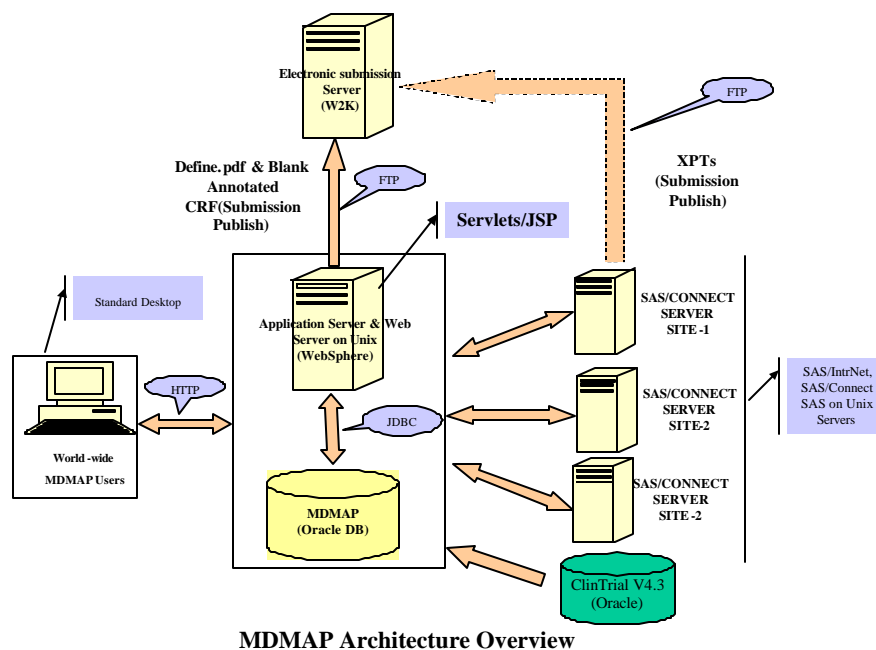 Electronic submission
Server
(W2K)
FTP
Define.pdf & Blank
Annotated
CRF(Submission
Publish)
FTP
XPTs
(Submission
Publish)
Servlets/JSP
Standard Desktop
Application Server & Web
Server on Unix
(WebSphere)
SAS/CONNECT
SERVER
SITE-1
HTTP
SAS/CONNECT
SERVER
SITE-2
SAS/IntrNet,
SAS/Connect
SAS on Unix
Servers
JDBC
World-wide
MDMAP Users
SAS/CONNECT
SERVER
SITE-2
MDMAP
(Oracle DB)
ClinTrial V4.3
(Oracle)
MDMAP Architecture Overview